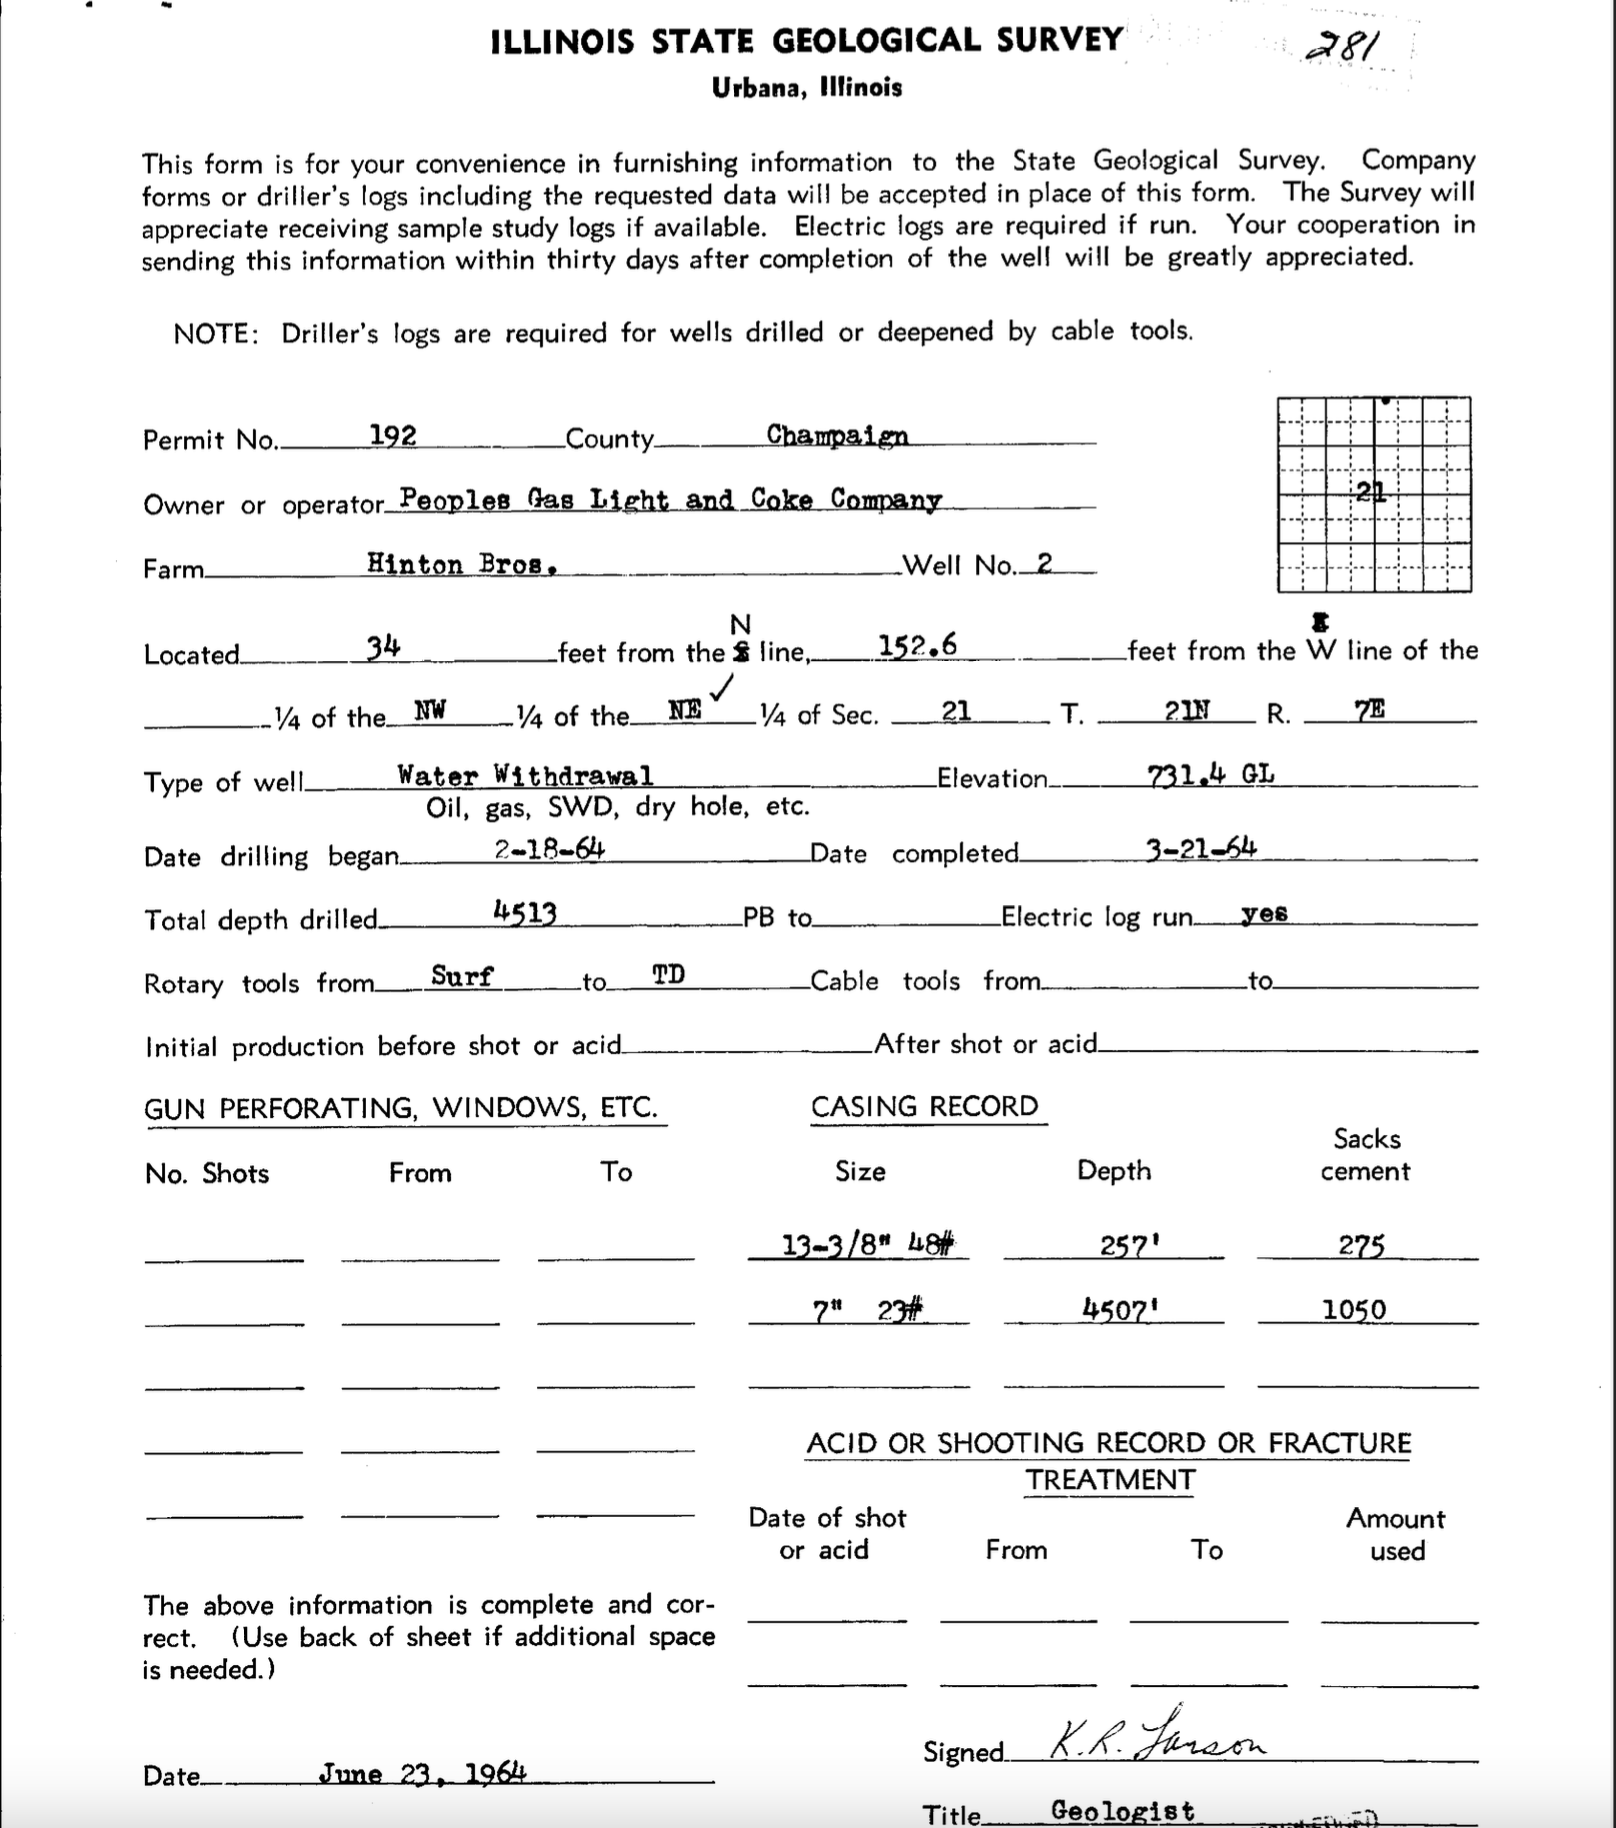 ILLINOIS STATE GEOLOGICAL SURVEY
281
Urbana, Illinois
This form is for your convenience in furnishing information to the State Geological Survey. Company
forms or driller's logs including the requested data will be accepted in place of this form. The Survey will
appreciate receiving sample study logs if available. Electric logs are required if run. Your cooperation in
sending this information within thirty days after completion of the well will be greatly appreciated.
NOTE: Driller's logs are required for wells drilled or deepened by cable tools.
Permit No. 192 County Champaign
Owner or operator Peoples Gas Light and Coke Company
21
Farm Hinton Bros. Well No. 2
N
Located 34 feet from the line, 152.6 feet from the W line of the
1/4 of the NW 1/4 of the NE ✓ 1/4 of Sec. 21 T. 21N R. 7E
Type of well Water Withdrawal Elevation 731.4 GL
Oil, gas, SWD, dry hole, etc.
Date drilling began 2-18-64 Date completed 3-21-64
Total depth drilled 4513 PB to Electric log run yes
Rotary tools from Surf to TD Cable tools from to
Initial production before shot or acid After shot or acid
GUN PERFORATING, WINDOWS, ETC. CASING RECORD
Sacks
No. Shots From To Size Depth cement
13-3/8" 48# 257' 275
7" 23# 4507' 1050
ACID OR SHOOTING RECORD OR FRACTURE
TREATMENT
Date of shot Amount
or acid From To used
The above information is complete and cor-
rect. (Use back of sheet if additional space
is needed.)
Signed K.R. Larson
Date June 23, 1964
Title Geologist